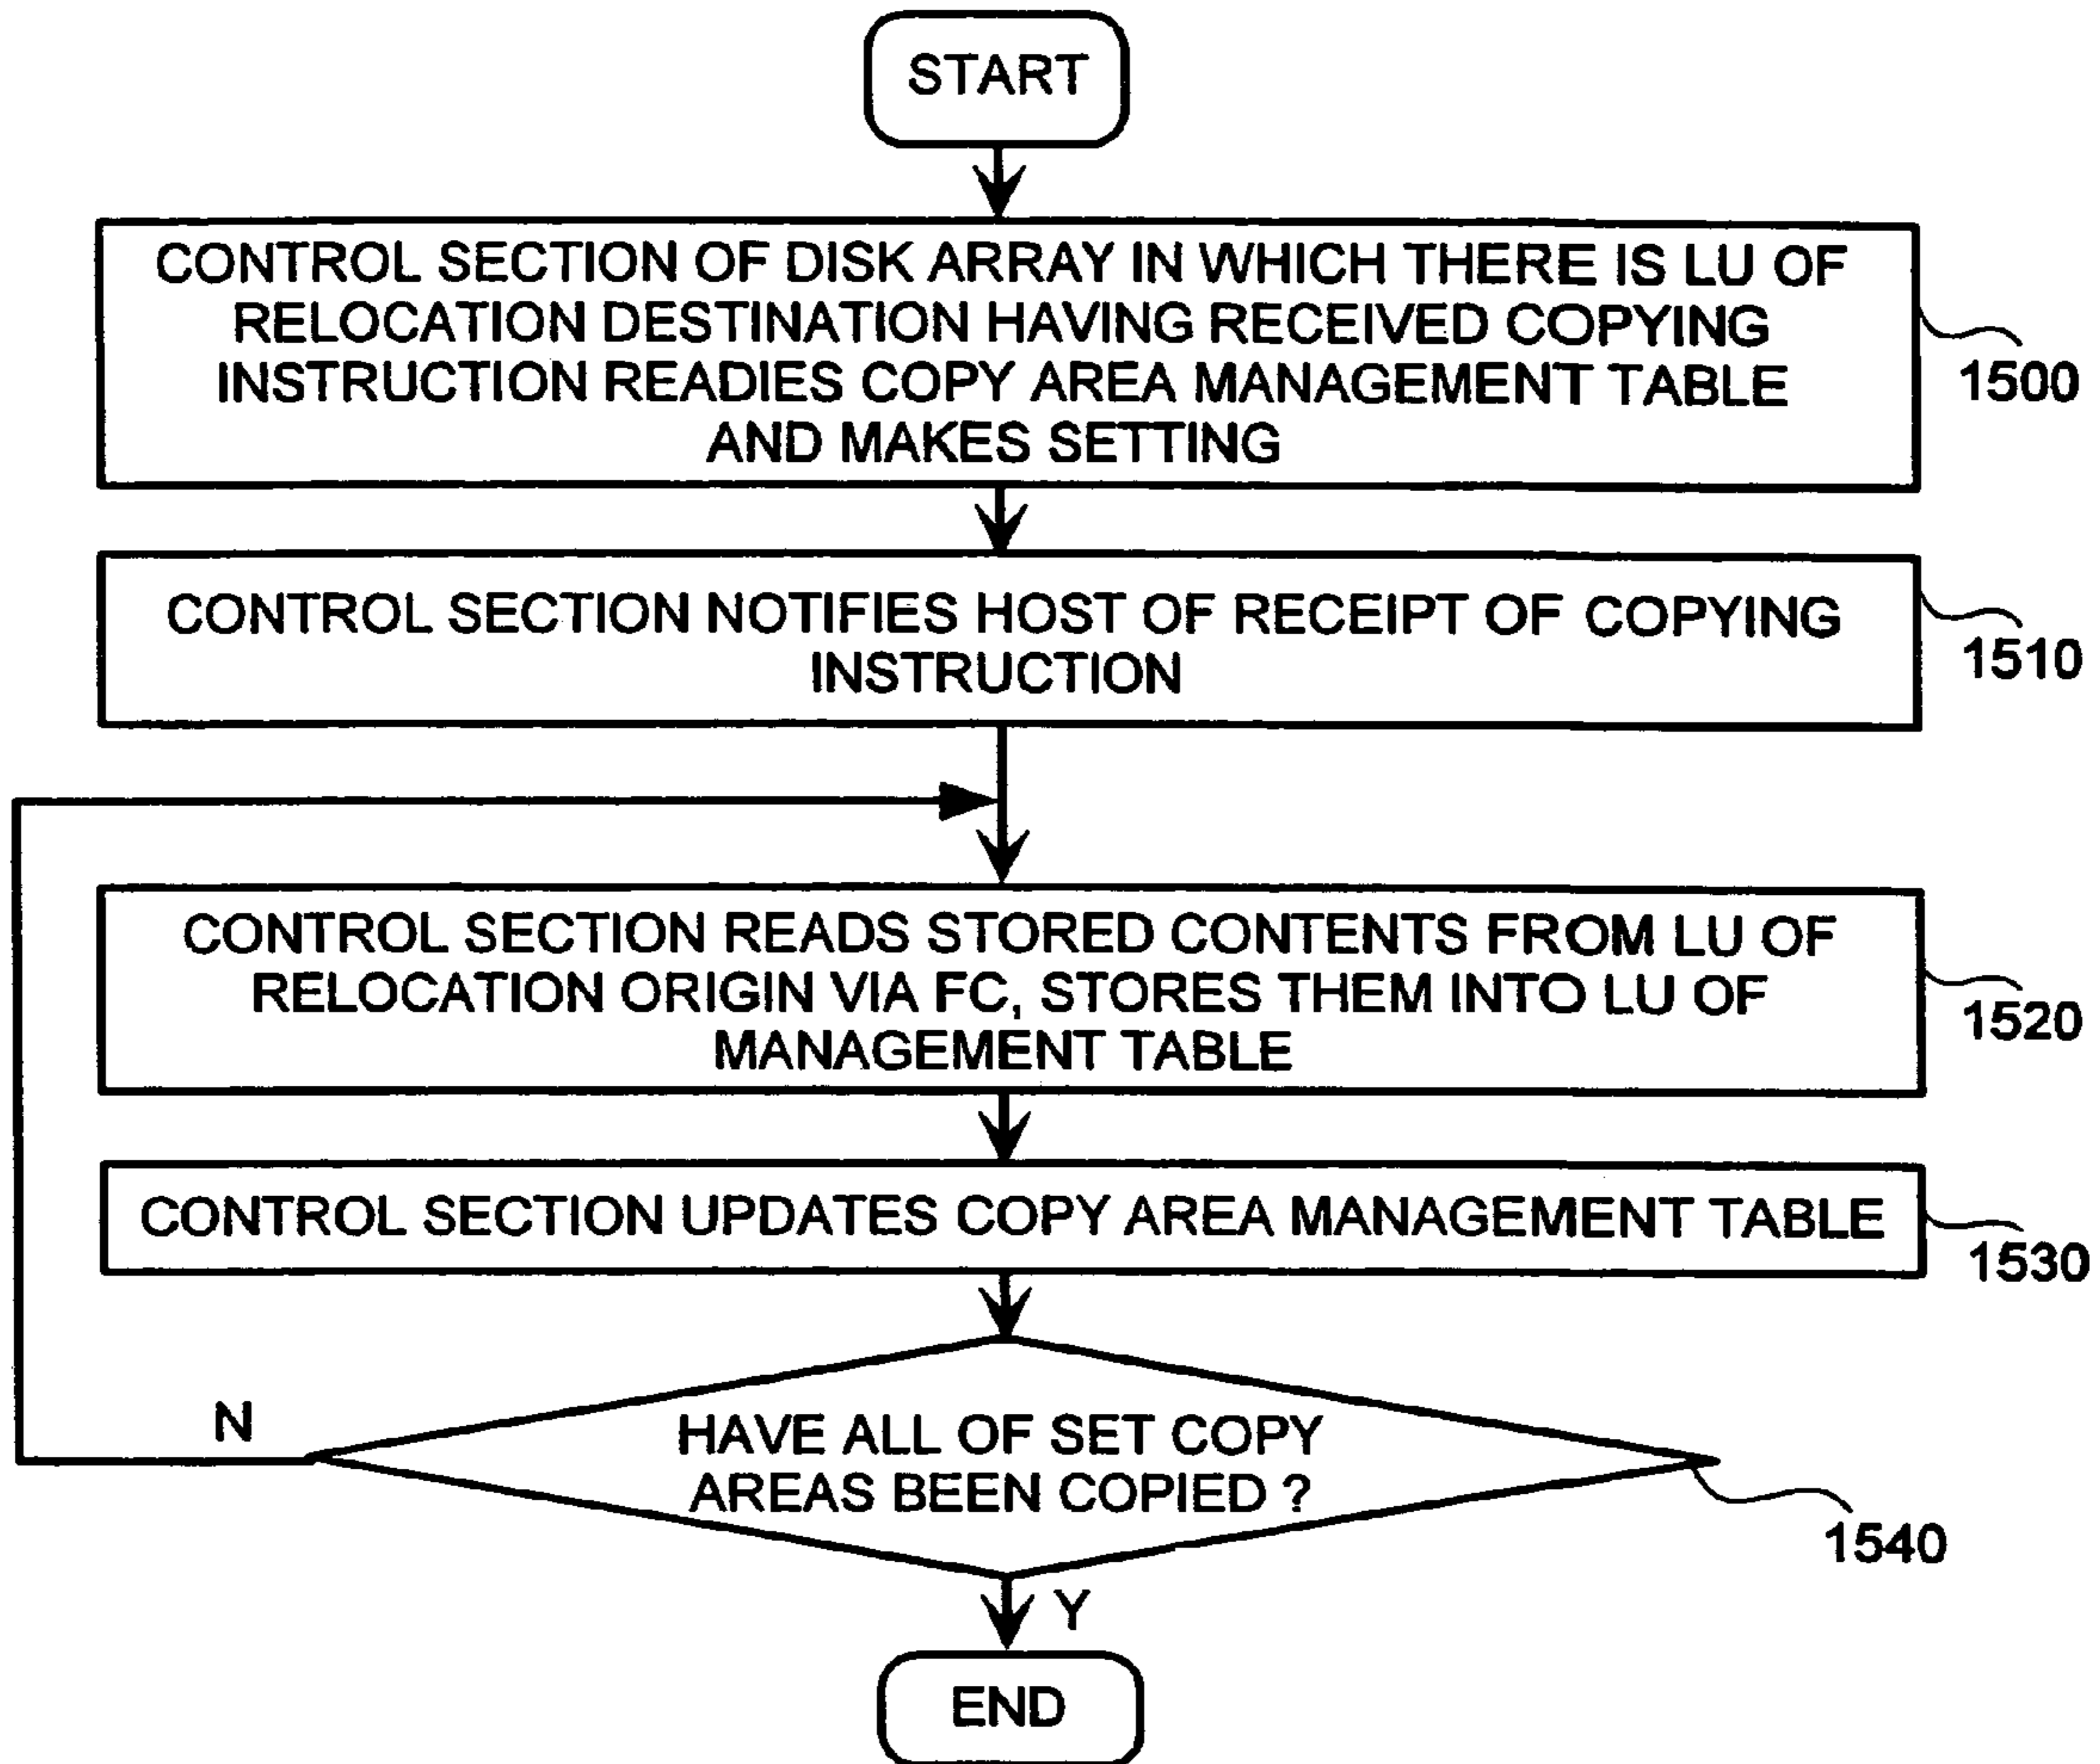 START
CONTROL SECTION OF DISK ARRAY IN WHICH THERE IS LU OF
RELOCATION DESTINATION HAVING RECEIVED COPYING
INSTRUCTION READIES COPY AREA MANAGEMENT TABLE
AND MAKES SETTING
1500
CONTROL SECTION NOTIFIES HOST OF RECEIPT OF COPYING
INSTRUCTION
1510
CONTROL SECTION READS STORED CONTENTS FROM LU OF
RELOCATION ORIGIN VIA FC, STORES THEM INTO LU OF
MANAGEMENT TABLE
1520
CONTROL SECTION UPDATES COPY AREA MANAGEMENT TABLE
1530
N
HAVE ALL OF SET COPY
AREAS BEEN COPIED ?
1540
Y
END